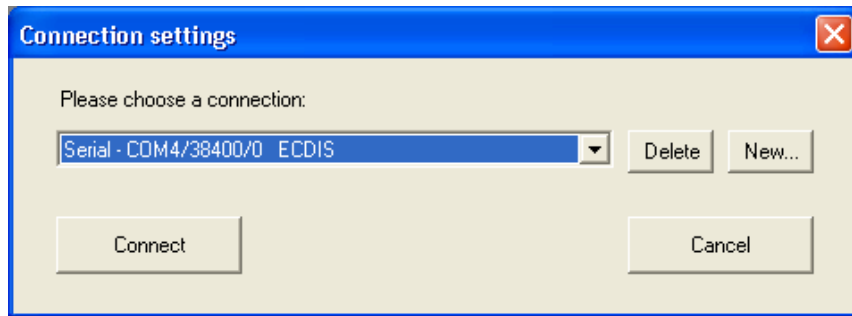 Connection settings
Please choose a connection:
Serial - COM4/38400/0 ECDIS
Delete
New...
Connect
Cancel